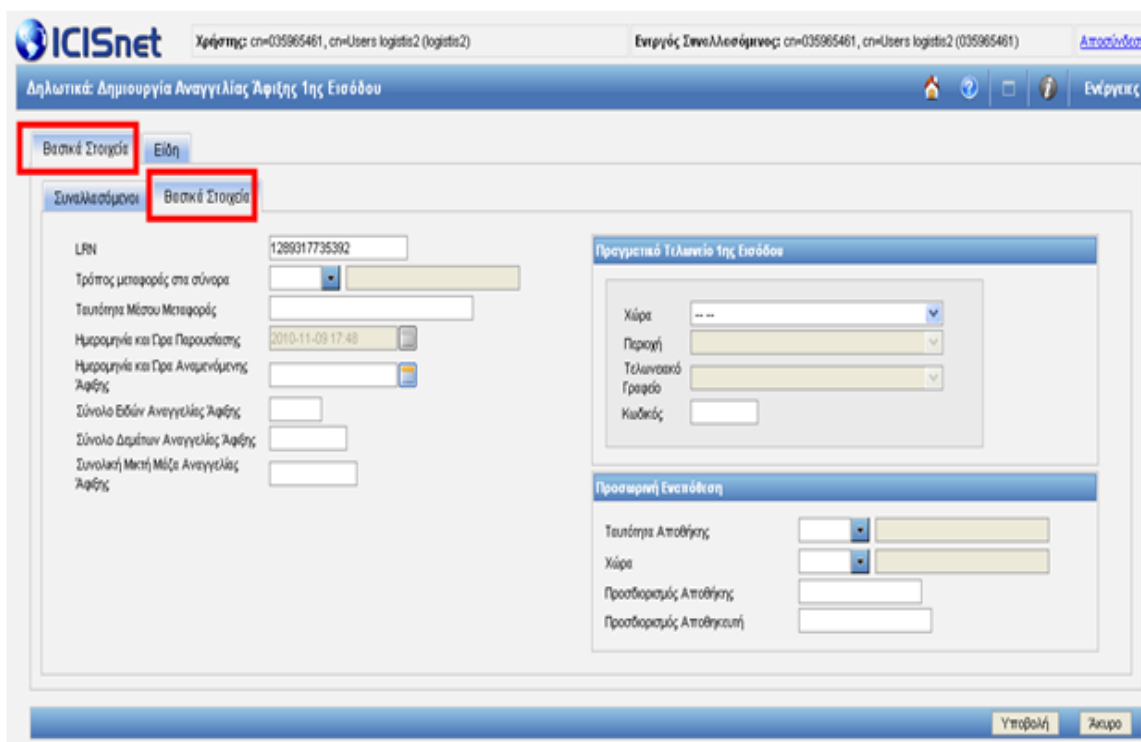 ICISnet Χρήστης: cn=035965461, cn=Users logistis2 (logistis2) Ενεργός Συναλλασόμενος: cn=035965461, cn=Users logistis2 (035965461) Αποσύνδεσ
Δηλωτικά: Δημιουργία Αναγγελίας Άφιξης 1ης Εισόδου Ενέργειες
Βασικά Στοιχεία Είδη
Συναλλασόμενοι Βασικά Στοιχεία
LRN 1289317735392
Τρόπος μεταφοράς στα σύνορα
Ταυτότητα Μέσου Μεταφοράς
Ημερομηνία και Ώρα Παρουσίασης 2010-11-09 17:48
Ημερομηνία και Ώρα Αναμενόμενης
Άφιξης
Σύνολο Ειδών Αναγγελίας Άφιξης
Σύνολο Δεμάτων Αναγγελίας Άφιξης
Συνολική Μικτή Μάζα Αναγγελίας
Άφιξης
Πραγματικό Τελωνείο 1ης Εισόδου
Χώρα -- --
Περιοχή
Τελωνειακό
Γραφείο
Κωδικός
Προσωρινή Εναπόθεση
Ταυτότητα Αποθήκης
Χώρα
Προσδιορισμός Αποθήκης
Προσδιορισμός Αποθηκευτή
Υποβολή Άκυρο